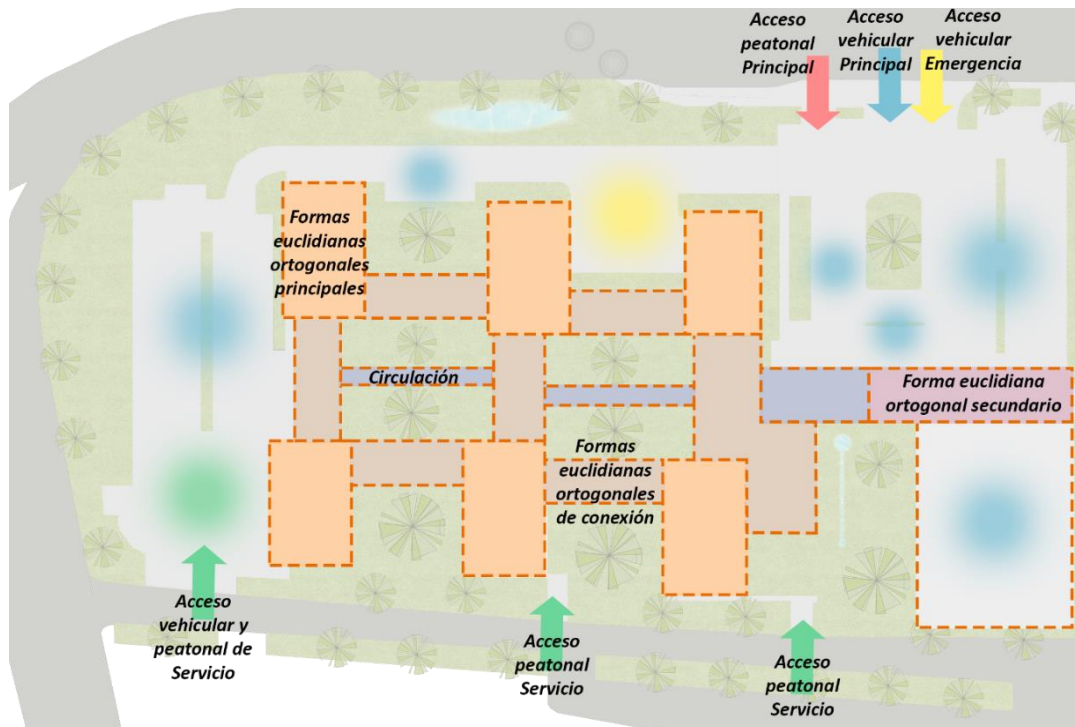 Acceso
peatonal
Principal
Acceso
vehicular
Principal
Acceso
vehicular
Emergencia
Formas
euclidianas
ortogonales
principales
Circulación
Forma euclidiana
ortogonal secundario
Formas
euclidianas
ortogonales
de conexión
Acceso
vehicular y
peatonal de
Servicio
Acceso
peatonal
Servicio
Acceso
peatonal
Servicio